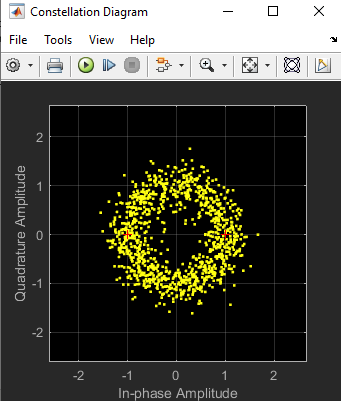 Constellation Diagram
File Tools View Help
2
1
0
-1
-2
Quadrature Amplitude
-2 -1 0 1 2
In-phase Amplitude